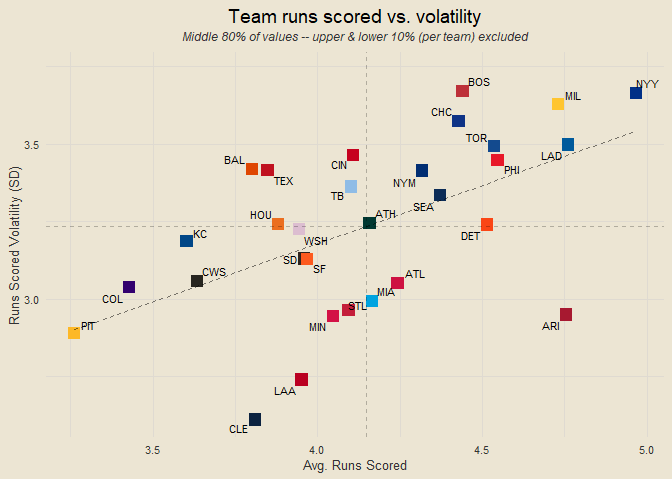 Team runs scored vs. volatility
Middle 80% of values -- upper & lower 10% (per team) excluded
NYY
BOS
MIL
CHC
TOR
3.5
LAD
BAL
CIN
PHI
TEX
NYM
TB
SEA
HOU
ATH
KC
WSH
DET
SD
SF
CWS
ATL
COL
3.0
MIA
STL
PIT
MIN
ARI
LAA
CLE
Runs Scored Volatility (SD)
3.5 4.0 4.5 5.0
Avg. Runs Scored